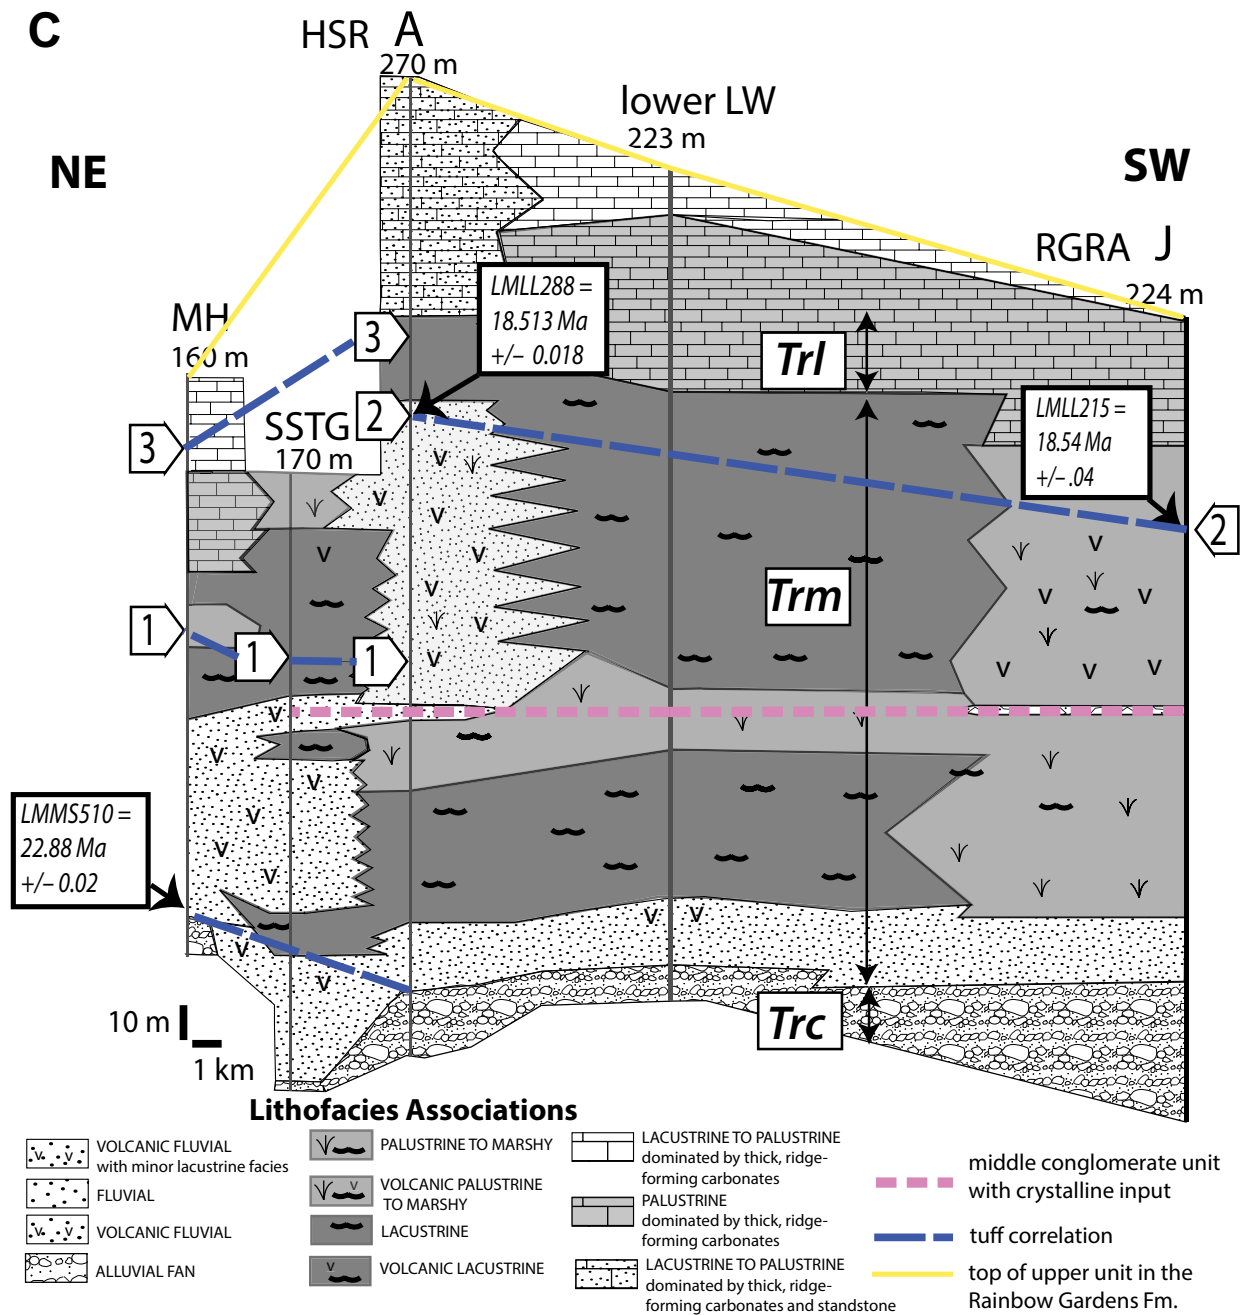 C
HSR A
270 m
lower LW
223 m
NE
SW
RGRA J
224 m
MH
160 m
LMLL288 =
18.513 Ma
+/– 0.018
3
Trl
3
SSTG
170 m
2
LMLL215 =
18.54 Ma
+/– .04
2
v
v
v
v
v
v
v
v
v
v
v
v
v
v
Trm
1
1
1
v
v
v
v
v
v
v
v
v
v
LMMS510 =
22.88 Ma
+/– 0.02
10 m
1 km
Trc
Lithofacies Associations
v v
VOLCANIC FLUVIAL
with minor lacustrine facies
FLUVIAL
v v
VOLCANIC FLUVIAL
ALLUVIAL FAN
PALUSTRINE TO MARSHY
v
VOLCANIC PALUSTRINE
TO MARSHY
LACUSTRINE
v
VOLCANIC LACUSTRINE
LACUSTRINE TO PALUSTRINE
dominated by thick, ridge-
forming carbonates
PALUSTRINE
dominated by thick, ridge-
forming carbonates
LACUSTRINE TO PALUSTRINE
dominated by thick, ridge-
forming carbonates and standstone
middle conglomerate unit
with crystalline input
tuff correlation
top of upper unit in the
Rainbow Gardens Fm.